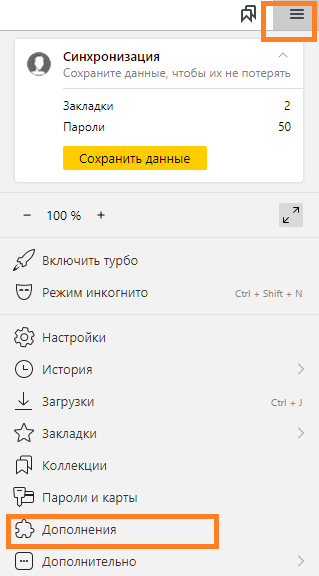 Синхронизация
Сохраните данные, чтобы их не потерять
Закладки 2
Пароли 50
Сохранить данные
− 100 % +
Включить турбо
Режим инкогнито Ctrl + Shift + N
Настройки
История
Загрузки Ctrl + J
Закладки
Коллекции
Пароли и карты
Дополнения
Дополнительно